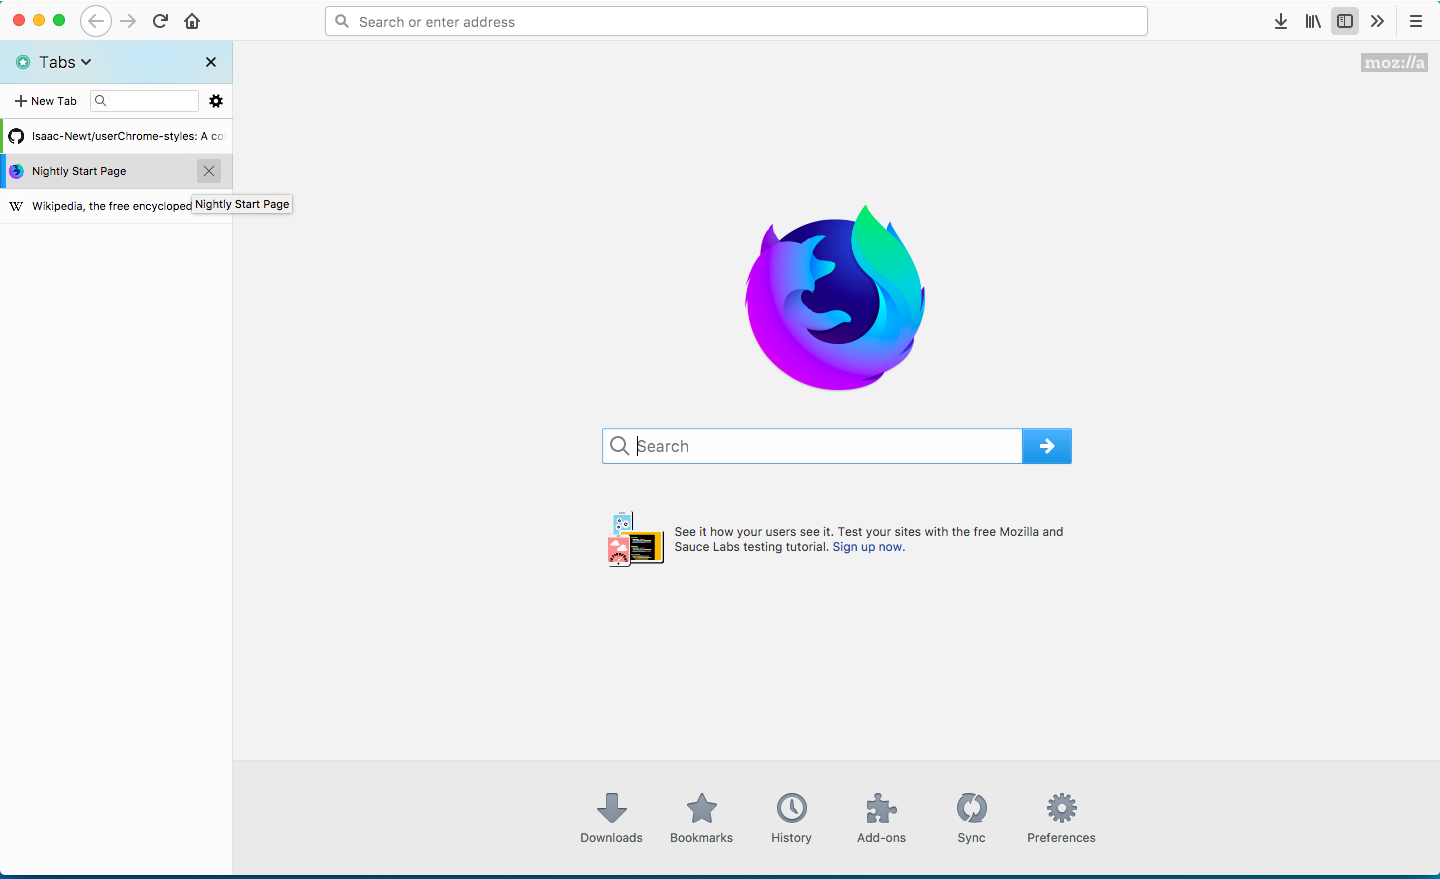 Search or enter address
Tabs
moz://a
New Tab
Isaac-Newt/userChrome-styles: A co
Nightly Start Page
Wikipedia, the free encycloped
Nightly Start Page
Search
See it how your users see it. Test your sites with the free Mozilla and
Sauce Labs testing tutorial. Sign up now.
Downloads
Bookmarks
History
Add-ons
Sync
Preferences